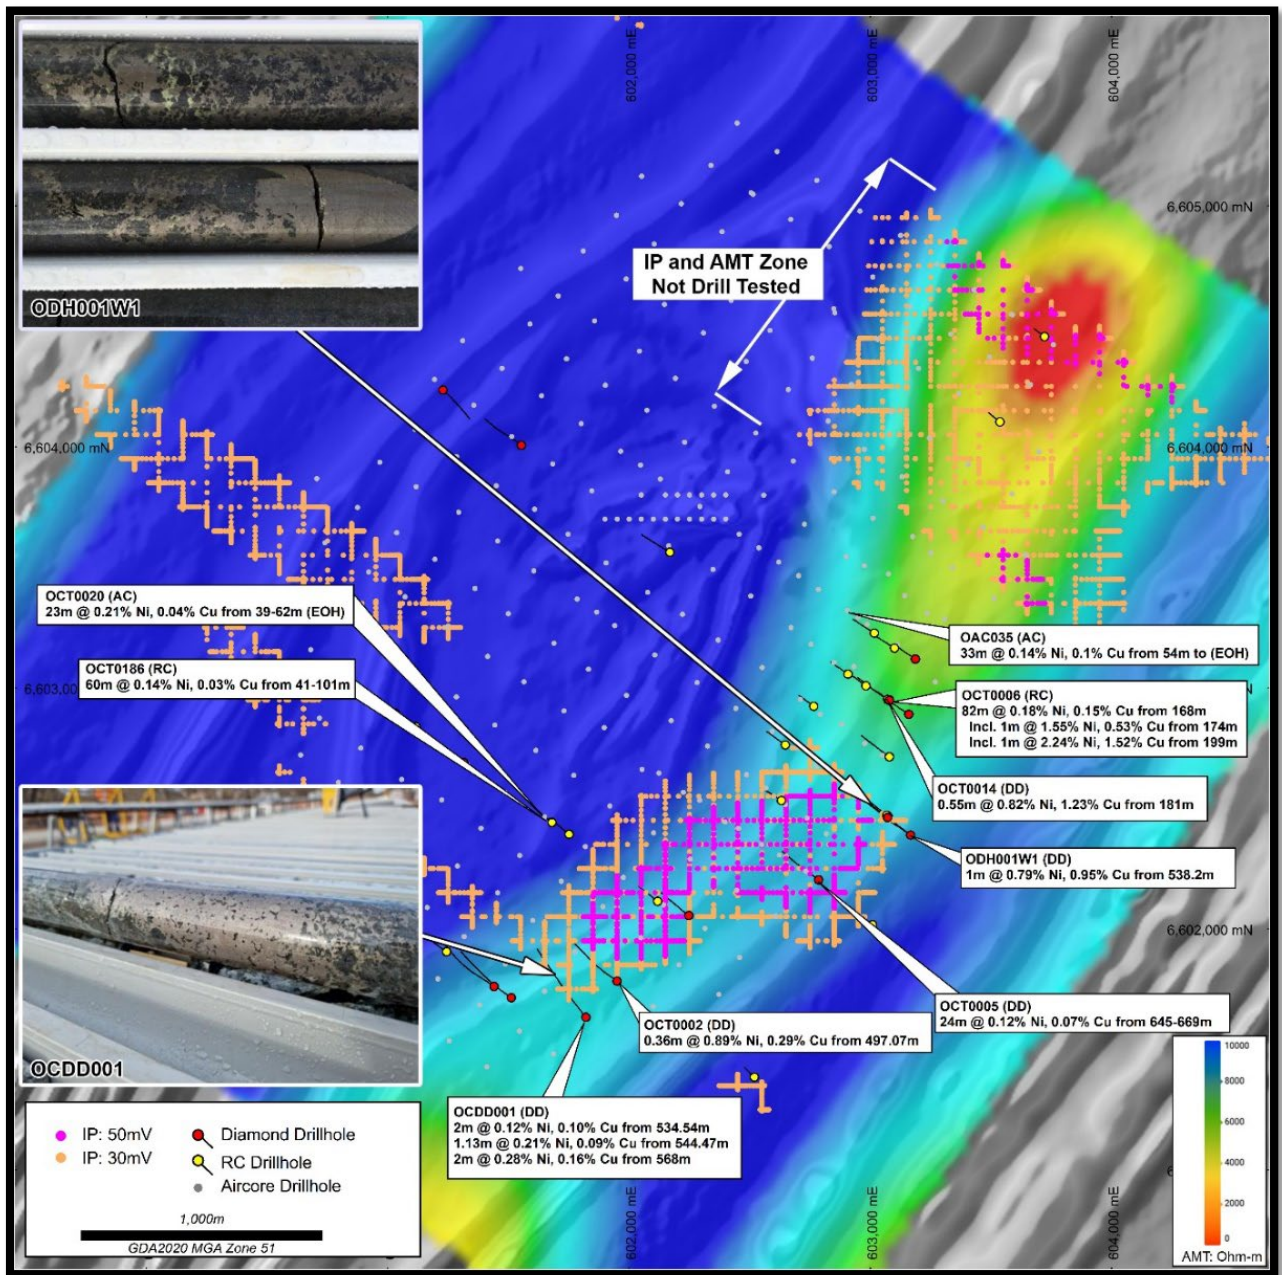 602,000 mE
603,000 mE
604,000 mE
ODH001W1
6,605,000 mN
IP and AMT Zone
Not Drill Tested
6,604,000 mN
6,604,000 mN
OCT0020 (AC)
23m @ 0.21% Ni, 0.04% Cu from 39-62m (EOH)
OAC035 (AC)
33m @ 0.14% Ni, 0.1% Cu from 54m to (EOH)
OCT0186 (RC)
60m @ 0.14% Ni, 0.03% Cu from 41-101m
6,603,00
OCT0006 (RC)
82m @ 0.18% Ni, 0.15% Cu from 168m
Incl. 1m @ 1.55% Ni, 0.53% Cu from 174m
Incl. 1m @ 2.24% Ni, 1.52% Cu from 199m
OCT0014 (DD)
0.55m @ 0.82% Ni, 1.23% Cu from 181m
ODH001W1 (DD)
1m @ 0.79% Ni, 0.95% Cu from 538.2m
6,602,000 mN
OCT0005 (DD)
24m @ 0.12% Ni, 0.07% Cu from 645-669m
OCT0002 (DD)
0.36m @ 0.89% Ni, 0.29% Cu from 497.07m
OCDD001
OCDD001 (DD)
2m @ 0.12% Ni, 0.10% Cu from 534.54m
1.13m @ 0.21% Ni, 0.09% Cu from 544.47m
2m @ 0.28% Ni, 0.16% Cu from 568m
IP: 50mV
IP: 30mV
Diamond Drillhole
RC Drillhole
Aircore Drillhole
1,000m
GDA2020 MGA Zone 51
602,000 mE
603,000 mE
604,000 mE
10000
8000
6000
4000
2000
0
AMT: Ohm-m